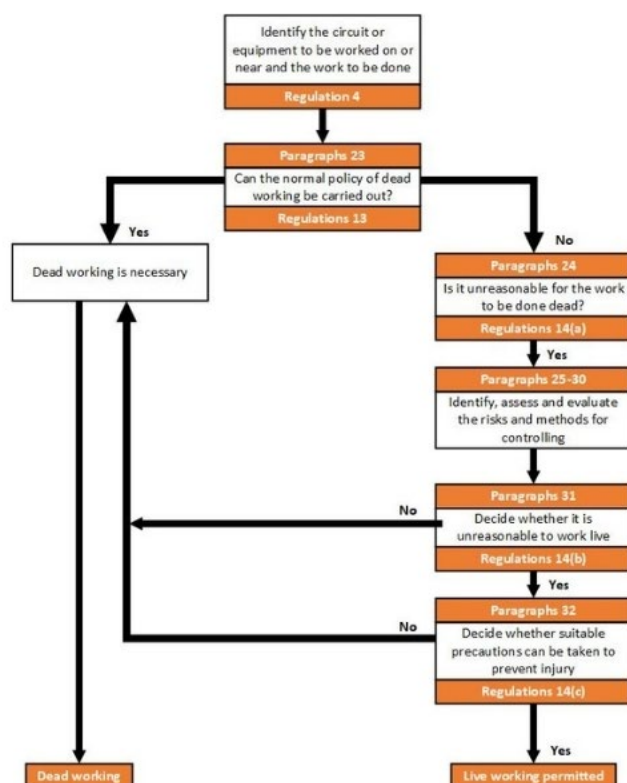 Identify the circuit or
equipment to be worked on or
near and the work to be done
Regulation 4
Paragraphs 23
Can the normal policy of dead
working be carried out?
Regulations 13
Yes
No
Dead working is necessary
Paragraphs 24
Is it unreasonable for the work
to be done dead?
Regulations 14(a)
Yes
Paragraphs 25-30
Identify, assess and evaluate
the risks and methods for
controlling
Paragraphs 31
No
Decide whether it is
unreasonable to work live
Regulations 14(b)
Yes
Paragraphs 32
No
Decide whether suitable
precautions can be taken to
prevent injury
Regulations 14(c)
Yes
Dead working
Live working permitted